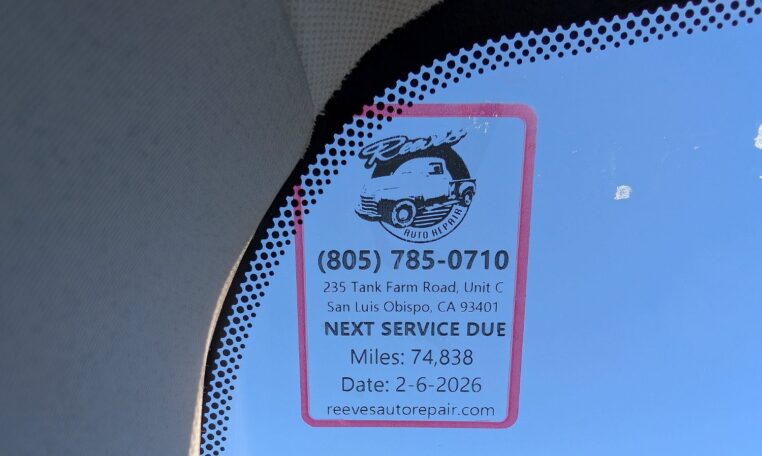 Reeves
AUTO REPAIR
(805) 785-0710
235 Tank Farm Road, Unit C
San Luis Obispo, CA 93401
NEXT SERVICE DUE
Miles: 74,838
Date: 2-6-2026
reevesautorepair.com